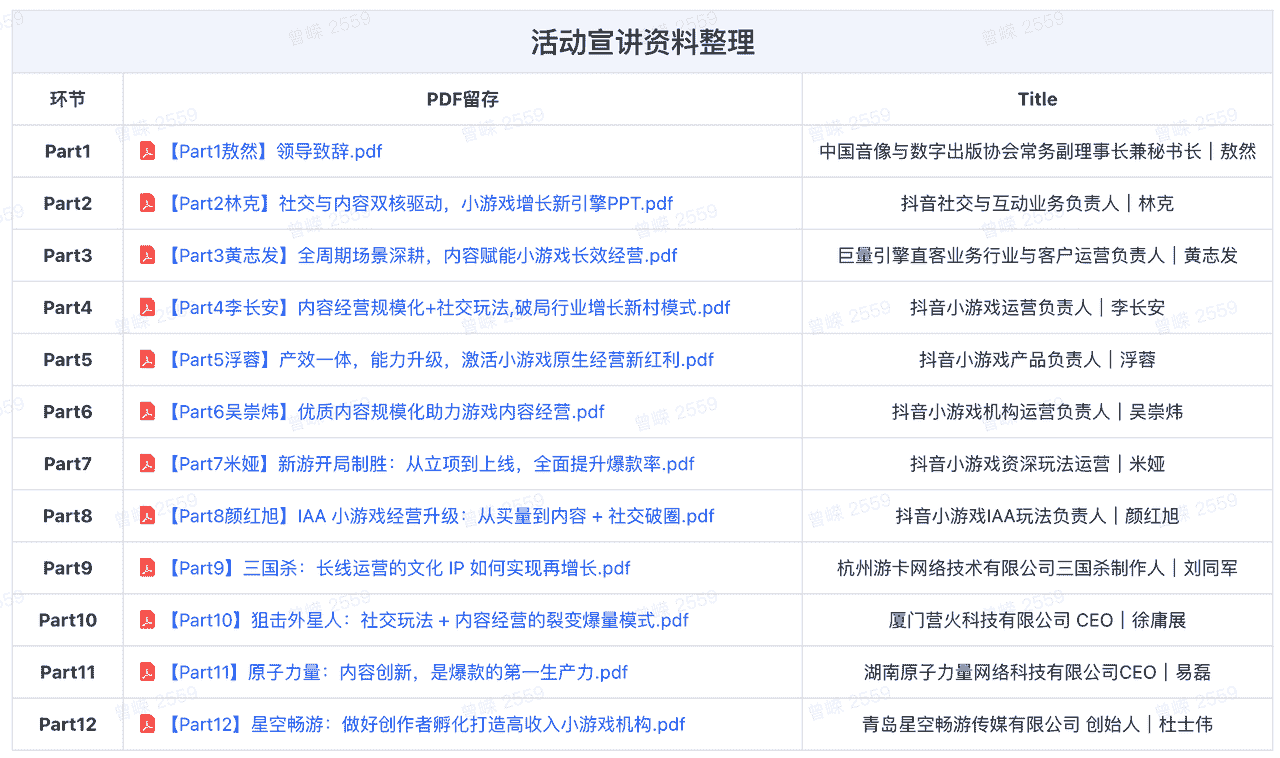 活动宣讲资料整理
环节 PDF留存 Title
Part1 【Part1敖然】领导致辞.pdf 中国音像与数字出版协会常务副理事长兼秘书长｜敖然
Part2 【Part2林克】社交与内容双核驱动，小游戏增长新引擎PPT.pdf 抖音社交与互动业务负责人｜林克
Part3 【Part3黄志发】全周期场景深耕，内容赋能小游戏长效经营.pdf 巨量引擎直客业务行业与客户运营负责人｜黄志发
Part4 【Part4李长安】内容经营规模化+社交玩法,破局行业增长新村模式.pdf 抖音小游戏运营负责人｜李长安
Part5 【Part5浮蓉】产效一体，能力升级，激活小游戏原生经营新红利.pdf 抖音小游戏产品负责人｜浮蓉
Part6 【Part6吴崇炜】优质内容规模化助力游戏内容经营.pdf 抖音小游戏机构运营负责人｜吴崇炜
Part7 【Part7米娅】新游开局制胜：从立项到上线，全面提升爆款率.pdf 抖音小游戏资深玩法运营｜米娅
Part8 【Part8颜红旭】IAA 小游戏经营升级：从买量到内容 + 社交破圈.pdf 抖音小游戏IAA玩法负责人｜颜红旭
Part9 【Part9】三国杀：长线运营的文化 IP 如何实现再增长.pdf 杭州游卡网络技术有限公司三国杀制作人｜刘同军
Part10 【Part10】狙击外星人：社交玩法 + 内容经营的裂变爆量模式.pdf 厦门营火科技有限公司 CEO｜徐庸展
Part11 【Part11】原子力量：内容创新，是爆款的第一生产力.pdf 湖南原子力量网络科技有限公司CEO｜易磊
Part12 【Part12】星空畅游：做好创作者孵化打造高收入小游戏机构.pdf 青岛星空畅游传媒有限公司 创始人｜杜士伟
曾嵘 2559